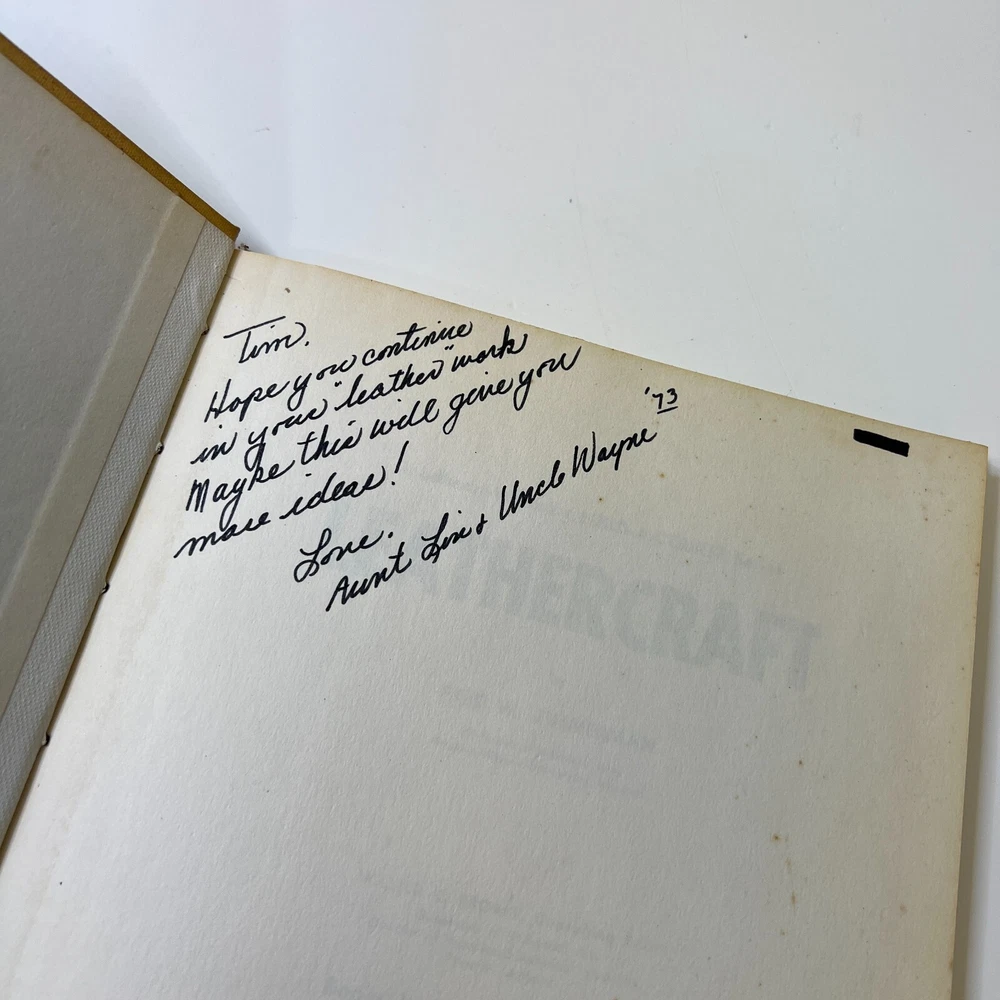 Tim,
Hope you continue
in your "leather" work
Maybe this will give you
more ideas!
Love,
Aunt Lin & Uncle Wayne '73
THERCRAFT